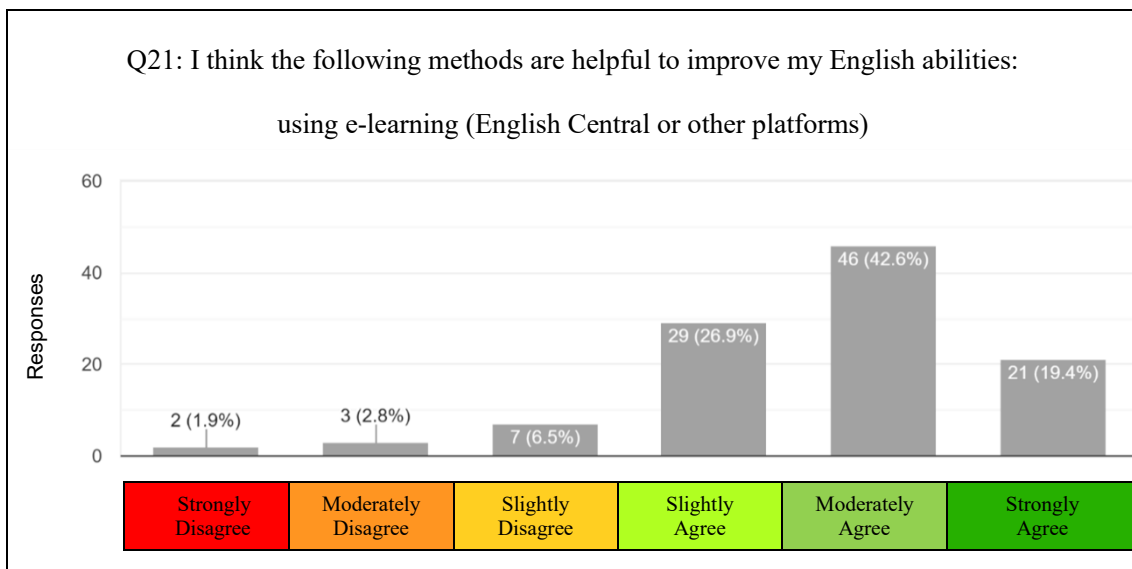 Q21: I think the following methods are helpful to improve my English abilities:
using e-learning (English Central or other platforms)
60
40
20
0
Responses
2 (1.9%)
3 (2.8%)
7 (6.5%)
29 (26.9%)
46 (42.6%)
21 (19.4%)
Strongly
Disagree
Moderately
Disagree
Slightly
Disagree
Slightly
Agree
Moderately
Agree
Strongly
Agree